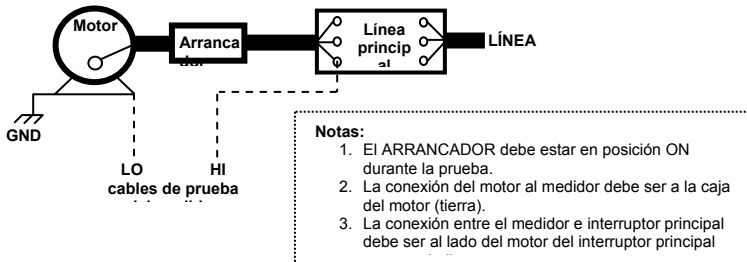 Motor
Arranca
Línea
princip
al
LÍNEA
GND
LO HI
cables de prueba
Notas:
1. El ARRANCADOR debe estar en posición ON
durante la prueba.
2. La conexión del motor al medidor debe ser a la caja
del motor (tierra).
3. La conexión entre el medidor e interruptor principal
debe ser al lado del motor del interruptor principal